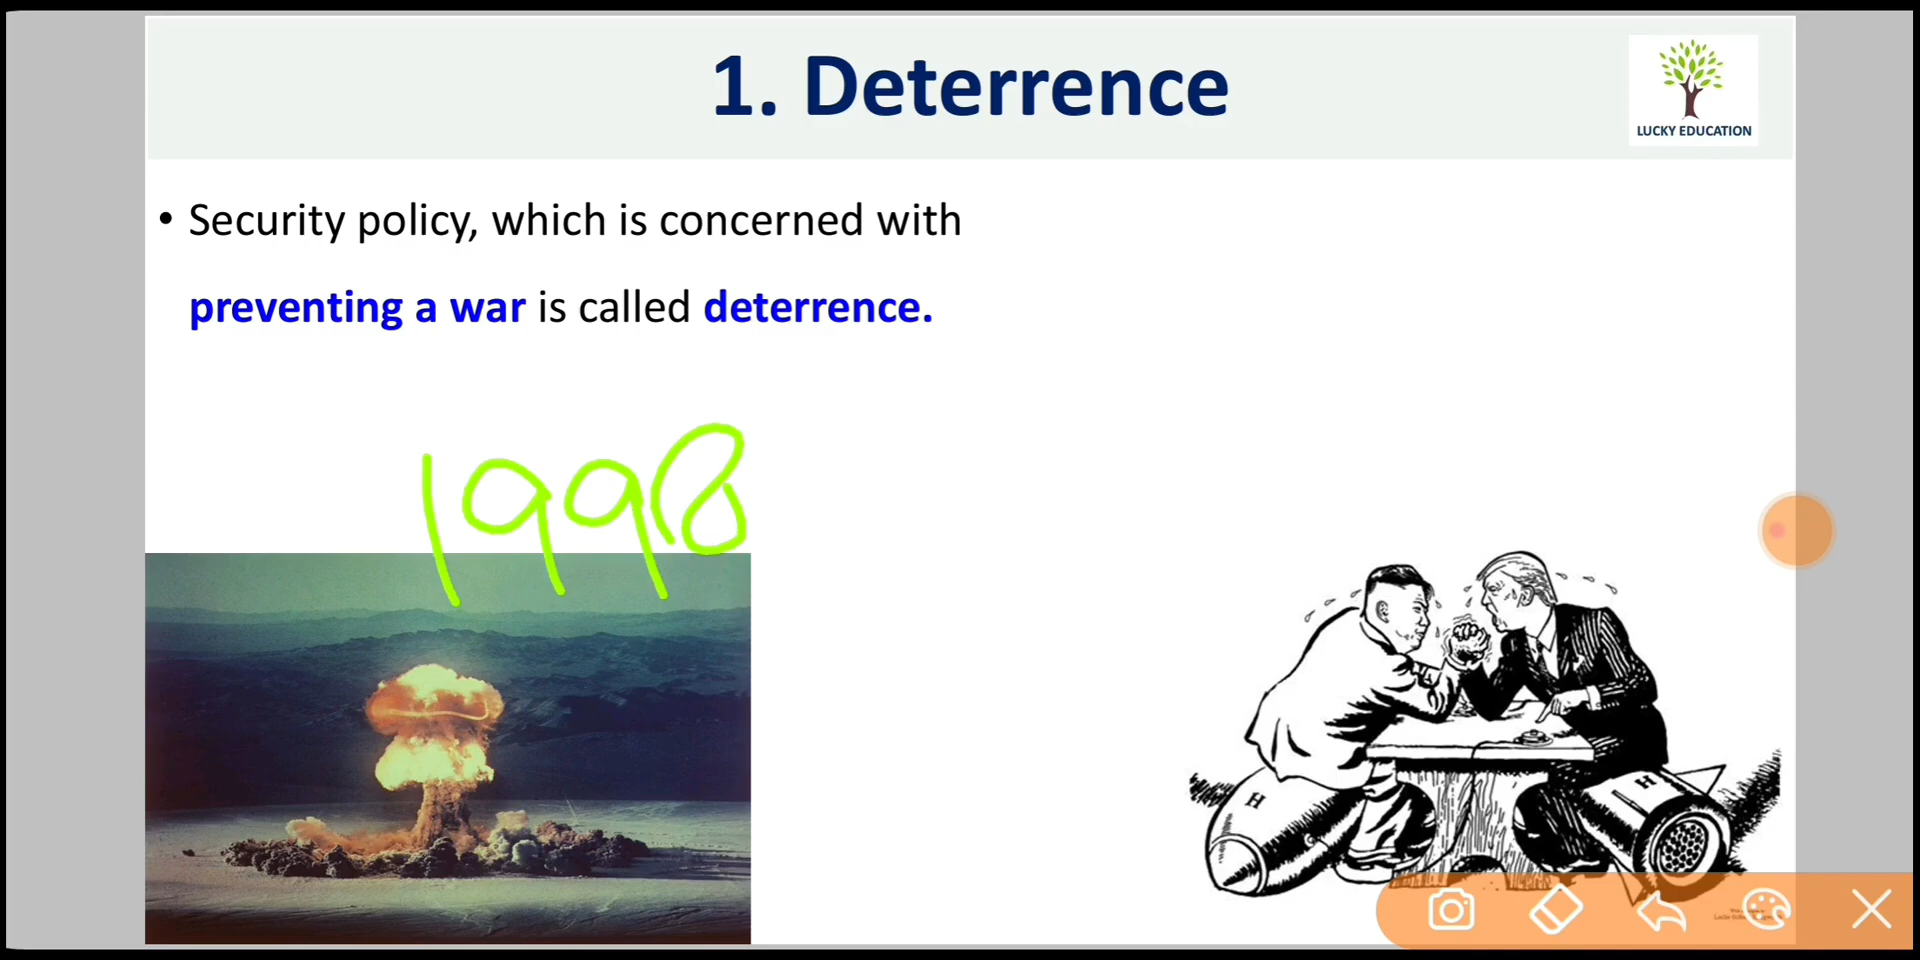 1. Deterrence
LUCKY EDUCATION
• Security policy, which is concerned with
preventing a war is called deterrence.
1998
H
H